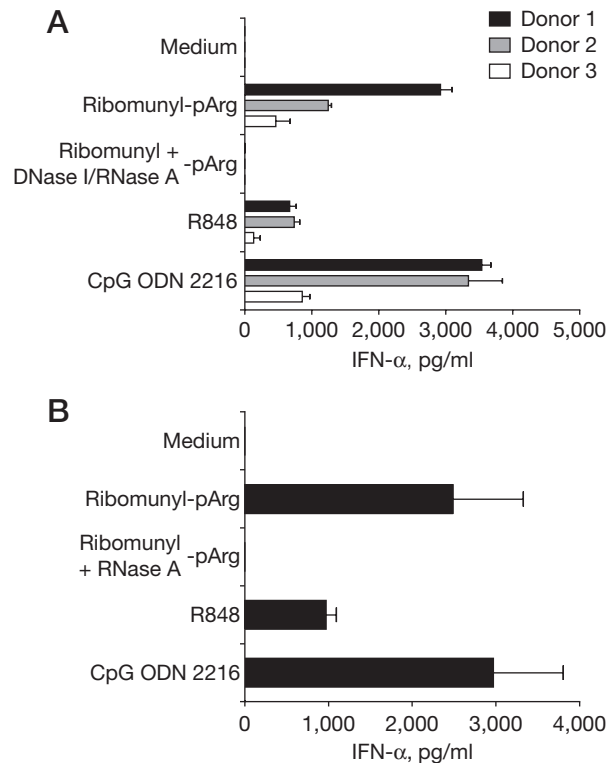 A
Donor 1
Donor 2
Donor 3
Medium
Ribomunyl-pArg
Ribomunyl +
DNase I/RNase A -pArg
R848
CpG ODN 2216
0 1,000 2,000 3,000 4,000 5,000
IFN-α, pg/ml
B
Medium
Ribomunyl-pArg
Ribomunyl
+ RNase A -pArg
R848
CpG ODN 2216
0 1,000 2,000 3,000 4,000
IFN-α, pg/ml